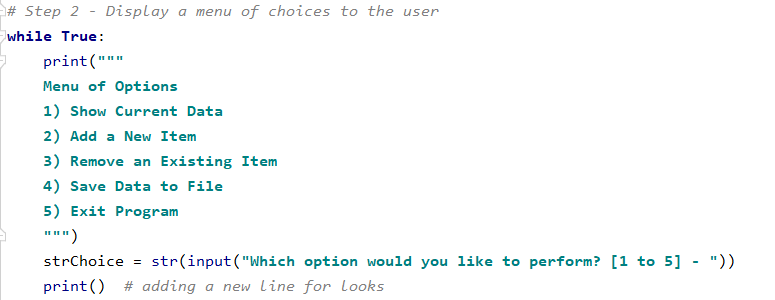 # Step 2 - Display a menu of choices to the user
while True:
    print("""
    Menu of Options
    1) Show Current Data
    2) Add a New Item
    3) Remove an Existing Item
    4) Save Data to File
    5) Exit Program
    """)
    strChoice = str(input("Which option would you like to perform? [1 to 5] - "))
    print()  # adding a new line for looks